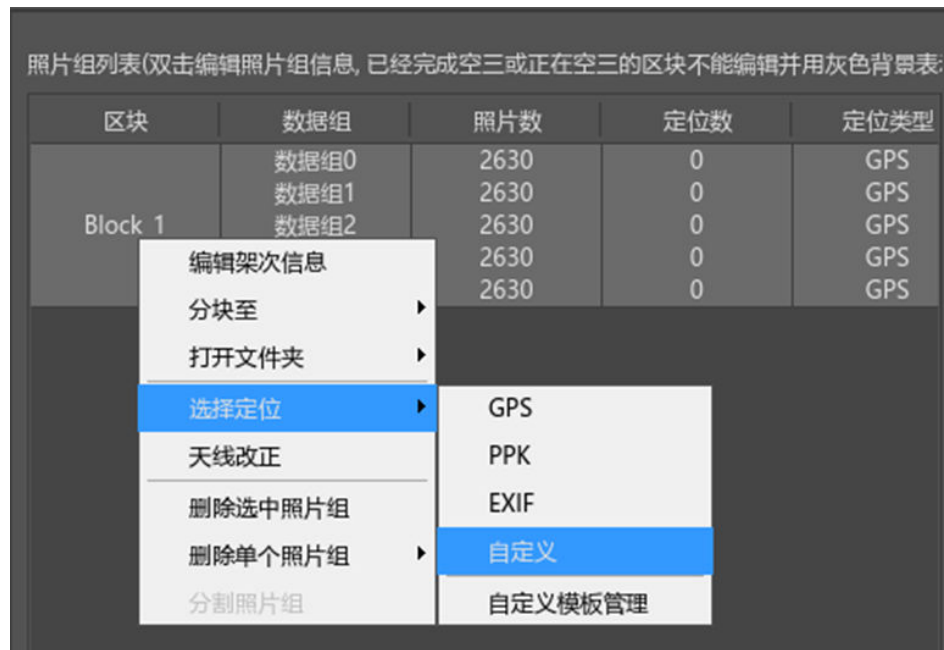 照片组列表(双击编辑照片组信息, 已经完成空三或正在空三的区块不能编辑并用灰色背景表
区块 数据组 照片数 定位数 定位类型
数据组0 2630 0 GPS
数据组1 2630 0 GPS
Block_1 数据组2 2630 0 GPS
2630 0 GPS
2630 0 GPS
编辑架次信息
分块至
打开文件夹
选择定位
天线改正
删除选中照片组
删除单个照片组
分割照片组
GPS
PPK
EXIF
自定义
自定义模板管理